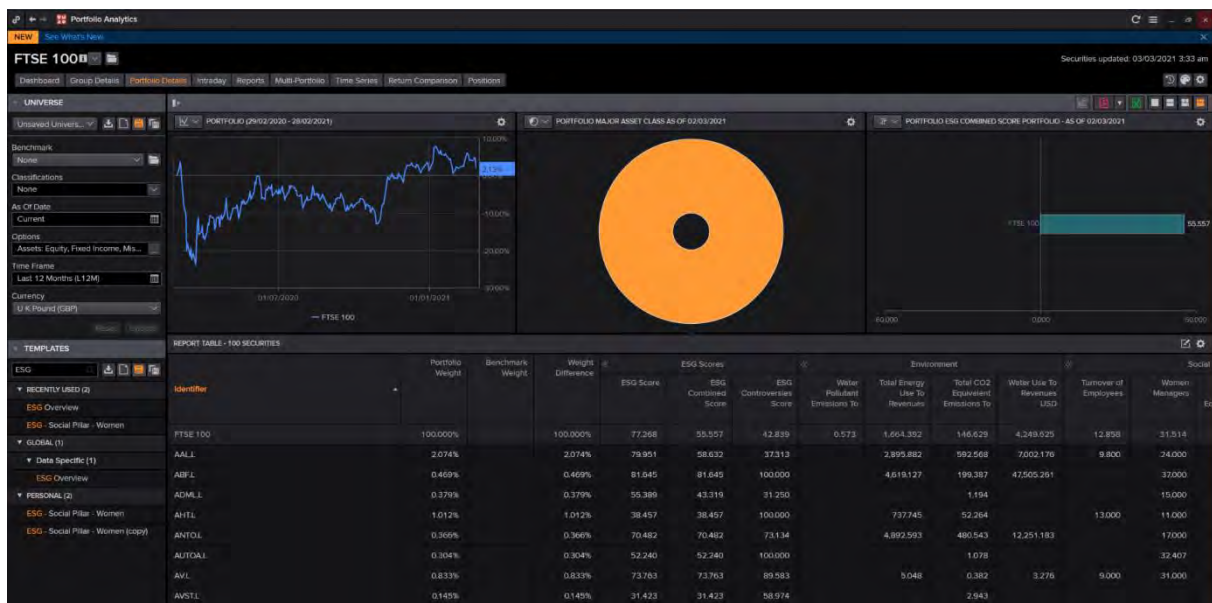 Portfolio Analytics
NEW See What's New
FTSE 100
Securities updated: 03/03/2021 3:33 am
Dashboard Group Details Portfolio Details Intraday Reports Multi-Portfolio Time Series Return Comparison Positions
UNIVERSE
Unsaved Univers...
Benchmark
None
Classifications
None
As Of Date
Current
Options
Assets: Equity, Fixed Income, Mis...
Time Frame
Last 12 Months (L12M)
Currency
U K Pound (GBP)
TEMPLATES
ESG
RECENTLY USED (2)
ESG Overview
ESG - Social Pillar - Women
GLOBAL (1)
Data Specific (1)
ESG Overview
PERSONAL (2)
ESG - Social Pillar - Women
ESG - Social Pillar - Women (copy)
PORTFOLIO (29/02/2020 - 28/02/2021)
10.00%
2.13%
-10.00%
-20.00%
01/07/2020 01/01/2021
FTSE 100
PORTFOLIO MAJOR ASSET CLASS AS OF 02/03/2021
PORTFOLIO ESG COMBINED SCORE PORTFOLIO - AS OF 02/03/2021
FTSE 100 55.557
0.000
REPORT TABLE - 100 SECURITIES
ESG Scores Environment Social
Identifier Portfolio Weight Benchmark Weight Weight Difference ESG Score ESG Combined Score ESG Controversies Score Water Pollutant Emissions To Total Energy Use To Revenues Total CO2 Equivalent Emissions To Water Use To Revenues USD Turnover of Employees Women Managers
FTSE 100 100.000% 100.000% 77.268 55.557 42.839 0.573 1,664.392 146.629 4,249.625 12.858 31.514
AAL.L 2.074% 2.074% 79.951 58.632 37.313 2,895.882 592.568 7,002.176 9.800 24.000
ABF.L 0.469% 0.469% 81.645 81.645 100.000 4,619.127 199.387 47,505.261 37.000
ADML.L 0.379% 0.379% 55.389 43.319 31.250 1.194 15.000
AHT.L 1.012% 1.012% 38.457 38.457 100.000 737.745 52.264 13.000 11.000
ANTO.L 0.366% 0.366% 70.482 70.482 73.134 4,892.593 480.543 12,251.183 17.000
AUTOA.L 0.304% 0.304% 52.240 52.240 100.000 1.078 32.407
AV.L 0.833% 0.833% 73.763 73.763 89.583 5.048 0.382 3.276 9.000 31.000
AVST.L 0.145% 0.145% 31.423 31.423 58.974 2.943